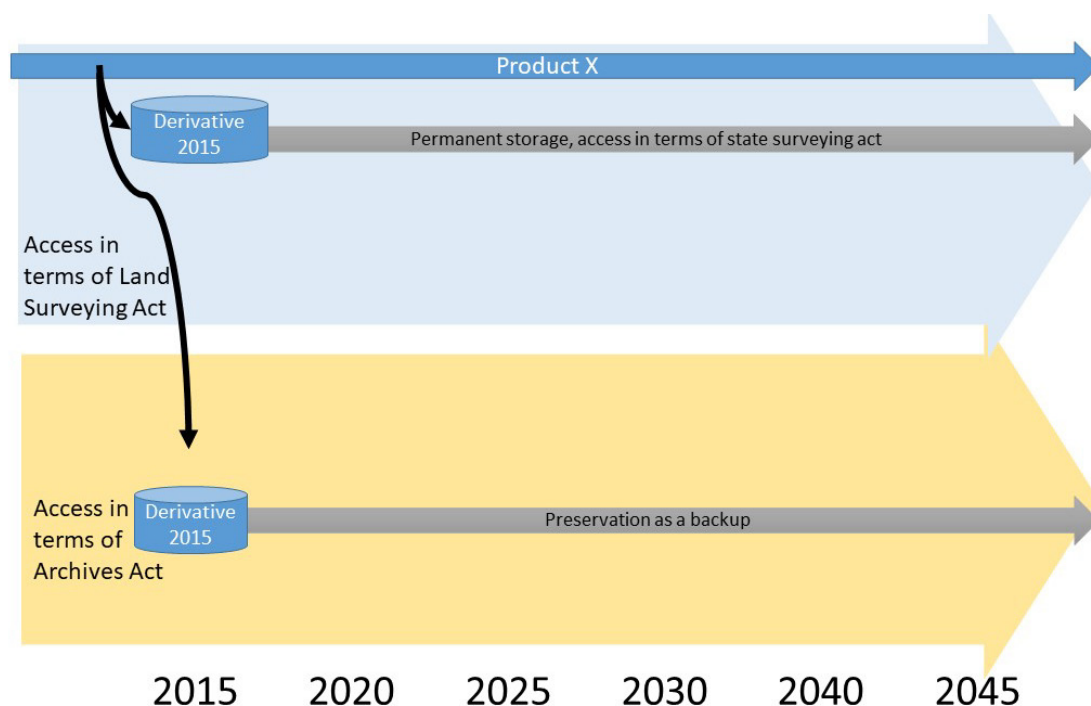 Product X
Derivative
2015
Permanent storage, access in terms of state surveying act
Access in
terms of Land
Surveying Act
Access in
terms of
Archives Act
Derivative
2015
Preservation as a backup
2015 2020 2025 2030 2040 2045